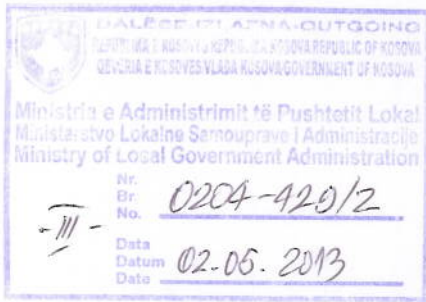 DALËSE-IZLAZNA-OUTGOING
REPUBLIKA E KOSOVËS REPUBLIKA KOSOVA REPUBLIC OF KOSOVA
QEVERIA E KOSOVËS VLADA KOSOVA GOVERNMENT OF KOSOVA
Ministria e Administrimit të Pushtetit Lokal
Ministarstvo Lokalne Samouprave i Administracije
Ministry of Local Government Administration
Nr.
Br.
No. 0204-429/2
- III -
Data
Datum
Date 02.05.2013